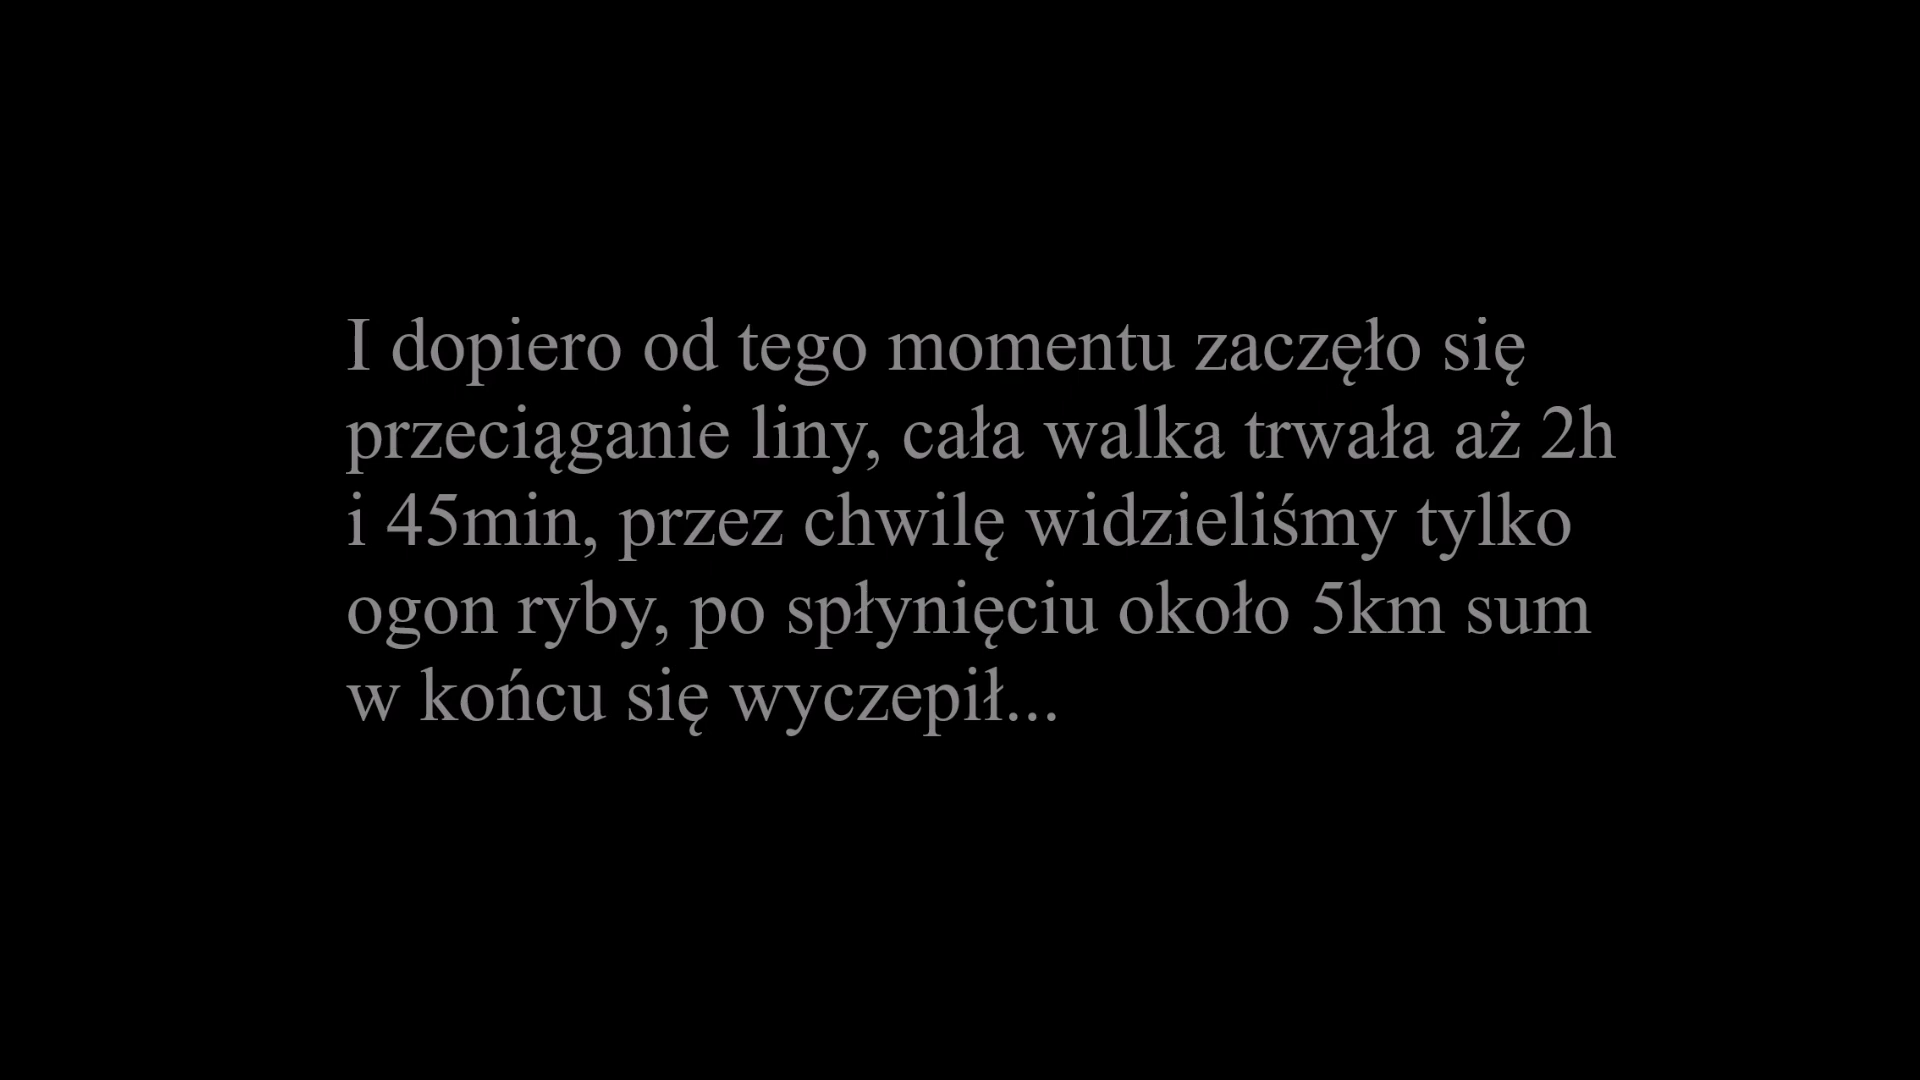 I dopiero od tego momentu zaczęło się
przeciąganie liny, cała walka trwała aż 2h
i 45min, przez chwilę widzieliśmy tylko
ogon ryby, po spłynięciu około 5km sum
w końcu się wyczepił...